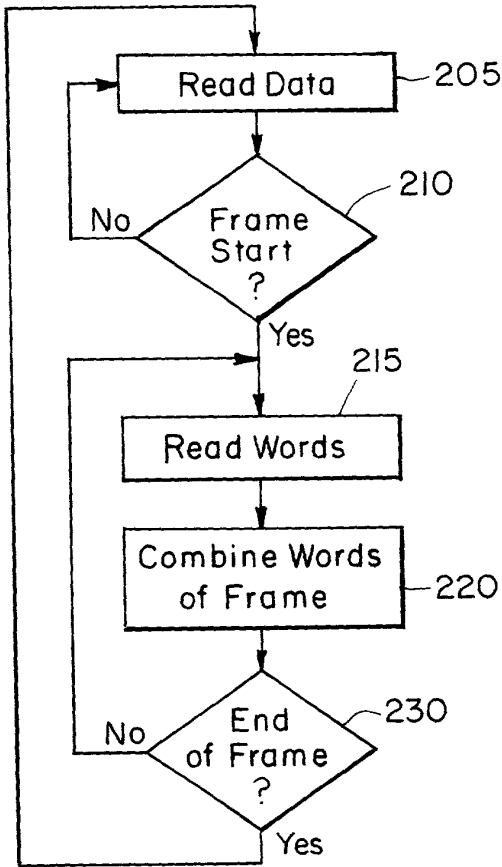 Read Data
205
210
Frame
Start
?
No
Yes
215
Read Words
Combine Words
of Frame
220
230
End
of Frame
?
No
Yes